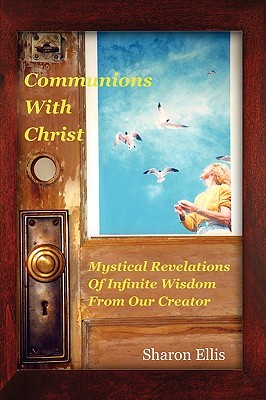 Communions
With
Christ
Mystical Revelations
Of Infinite Wisdom
From Our Creator
Sharon Ellis